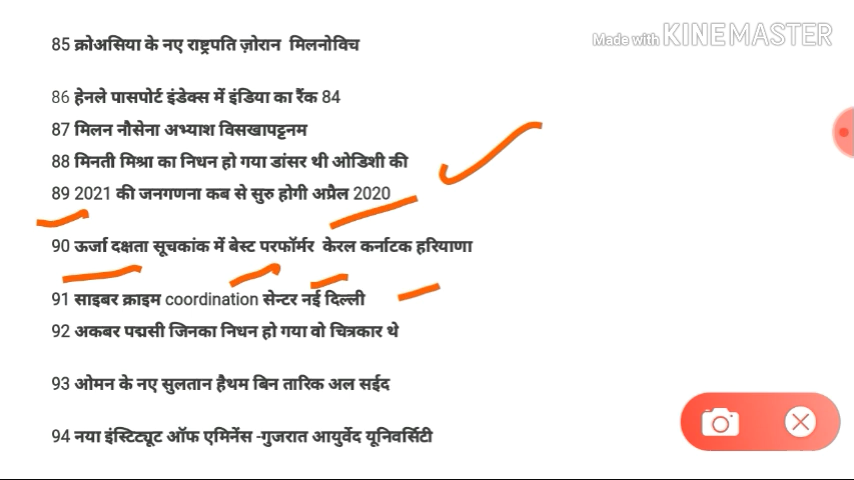 Made with KINEMASTER
85 क्रोअसिया के नए राष्ट्रपति ज़ोरान मिलनोविच
86 हेनले पासपोर्ट इंडेक्स में इंडिया का रैंक 84
87 मिलन नौसेना अभ्याश विसखापट्टनम
88 मिनती मिश्रा का निधन हो गया डांसर थी ओडिशी की
89 2021 की जनगणना कब से सुरु होगी अप्रैल 2020
90 ऊर्जा दक्षता सूचकांक में बेस्ट परफॉर्मर केरल कर्नाटक हरियाणा
91 साइबर क्राइम coordination सेन्टर नई दिल्ली
92 अकबर पद्मसी जिनका निधन हो गया वो चित्रकार थे
93 ओमन के नए सुलतान हैथम बिन तारिक अल सईद
94 नया इंस्टिट्यूट ऑफ एमिनेंस -गुजरात आयुर्वेद यूनिवर्सिटी